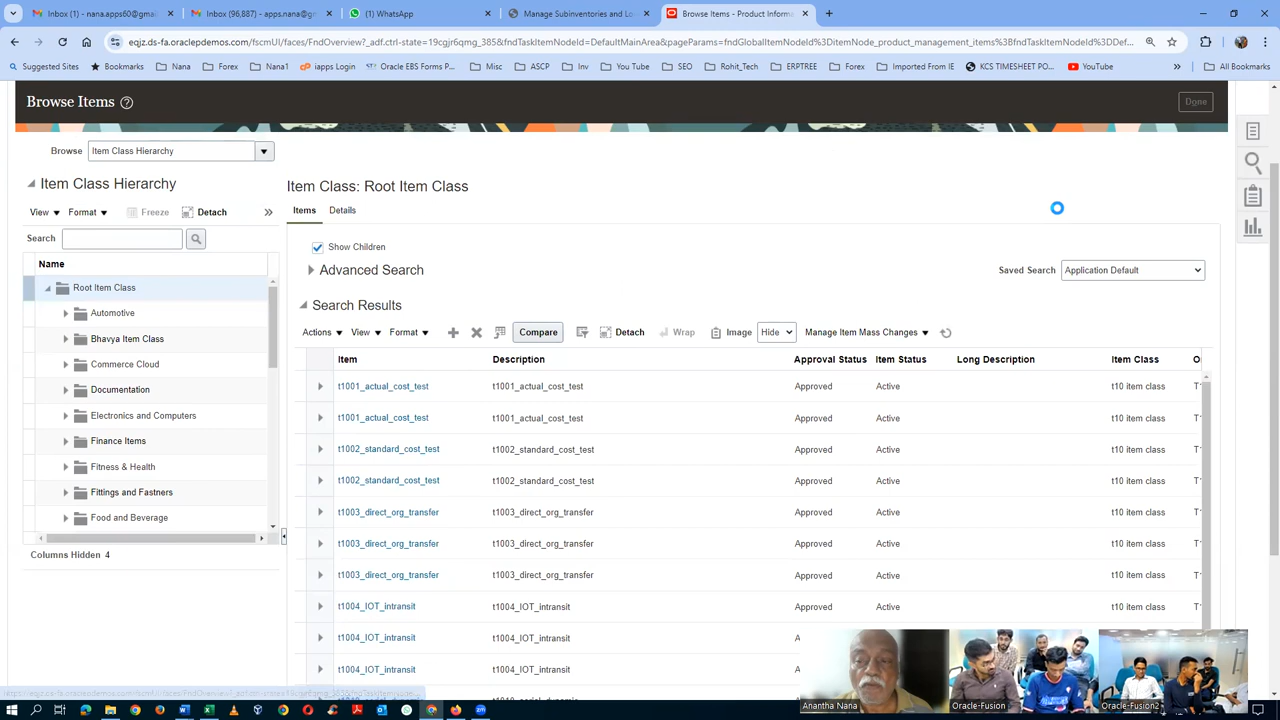 Inbox (1) - nana.apps60@gmail.c
Inbox (96,887) - apps.nana@gm
(1) WhatsApp
Manage Subinventories and Lo
Browse Items - Product Informa
eqjz.ds-fa.oraclepdemos.com/fscmUI/faces/FndOverview?_adf.ctrl-state=19cgjr6qmg_385&fndTaskItemNodeId=DefaultMainArea&pageParams=fndGlobalItemNodeId%3DitemNode_product_management_items%3BfndTaskItemNodeId%3DDef...
Suggested Sites Bookmarks Nana Forex Nana1 iapps Login Oracle EBS Forms P... Misc ASCP Inv You Tube SEO Rohit_Tech ERPTREE Forex Imported From IE KCS TIMESHEET PO... YouTube » All Bookmarks
Browse Items Done
Browse Item Class Hierarchy
Item Class Hierarchy
View Format Freeze Detach »
Search
Name
Root Item Class
Automotive
Bhavya Item Class
Commerce Cloud
Documentation
Electronics and Computers
Finance Items
Fitness & Health
Fittings and Fastners
Food and Beverage
Columns Hidden 4
Item Class: Root Item Class
Items Details
Show Children
Advanced Search Saved Search Application Default
Search Results
Actions View Format Compare Detach Wrap Image Hide Manage Item Mass Changes
Item Description Approval Status Item Status Long Description Item Class O
t1001_actual_cost_test t1001_actual_cost_test Approved Active t10 item class T
t1001_actual_cost_test t1001_actual_cost_test Approved Active t10 item class T
t1002_standard_cost_test t1002_standard_cost_test Approved Active t10 item class T
t1002_standard_cost_test t1002_standard_cost_test Approved Active t10 item class T
t1003_direct_org_transfer t1003_direct_org_transfer Approved Active t10 item class T
t1003_direct_org_transfer t1003_direct_org_transfer Approved Active t10 item class T
t1003_direct_org_transfer t1003_direct_org_transfer Approved Active t10 item class T
t1004_IOT_intransit t1004_IOT_intransit Approved Active t10 item class T
t1004_IOT_intransit t1004_IOT_intransit A
t1004_IOT_intransit t1004_IOT_intransit A
Anantha Nana
Oracle-Fusion
Oracle-Fusion2